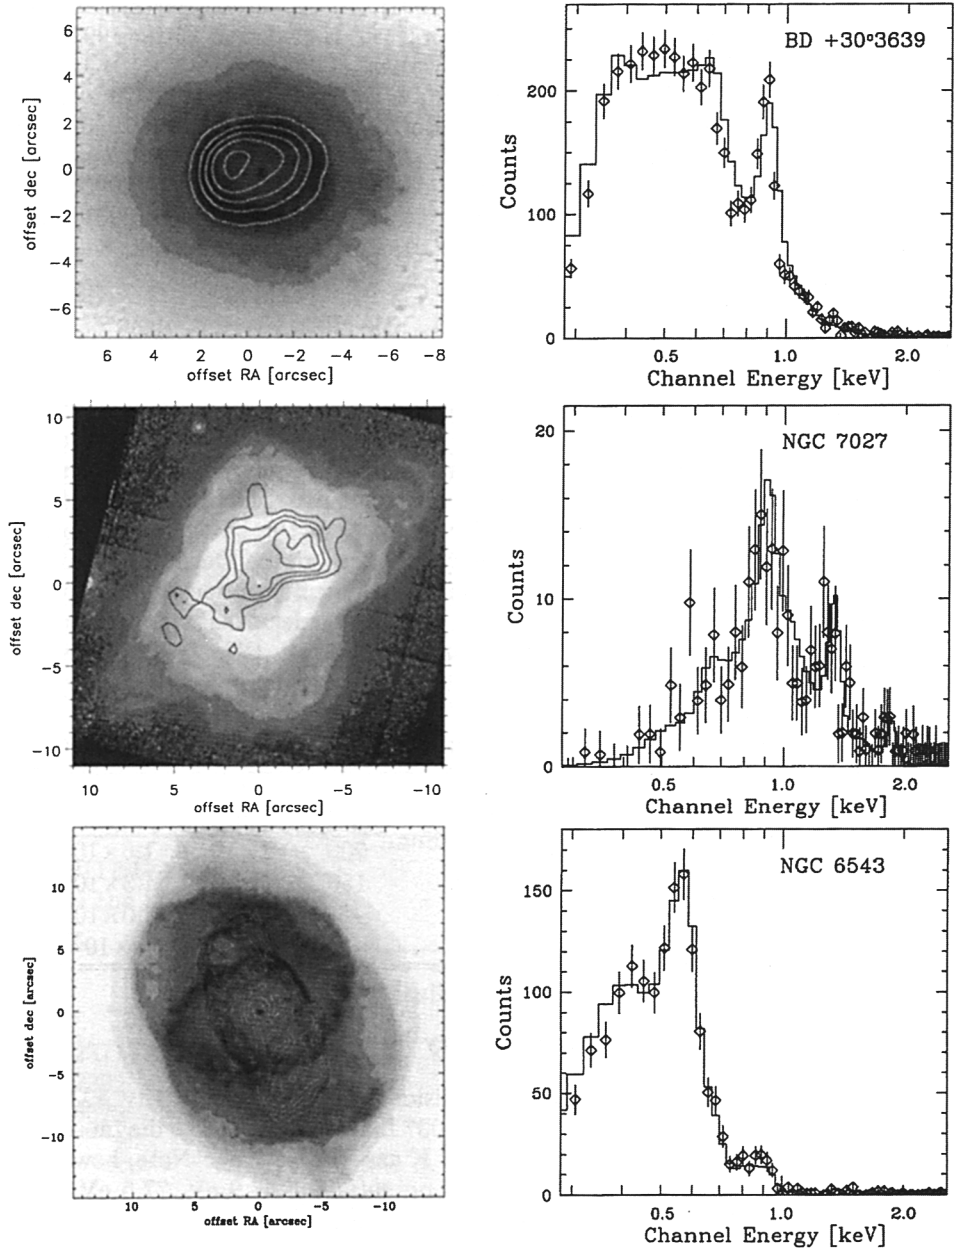 BD +30°3639
6
4
2
0
-2
-4
-6
offset dec [arcsec]
6 4 2 0 -2 -4 -6 -8
offset RA [arcsec]
200
100
0
Counts
0.5 1.0 2.0
Channel Energy [keV]
NGC 7027
10
5
0
-5
-10
offset dec [arcsec]
10 5 0 -5 -10
offset RA [arcsec]
20
10
0
Counts
0.5 1.0 2.0
Channel Energy [keV]
NGC 6543
10
5
0
-5
-10
offset dec [arcsec]
10 5 0 -5 -10
offset RA [arcsec]
150
100
50
0
Counts
0.5 1.0 2.0
Channel Energy [keV]